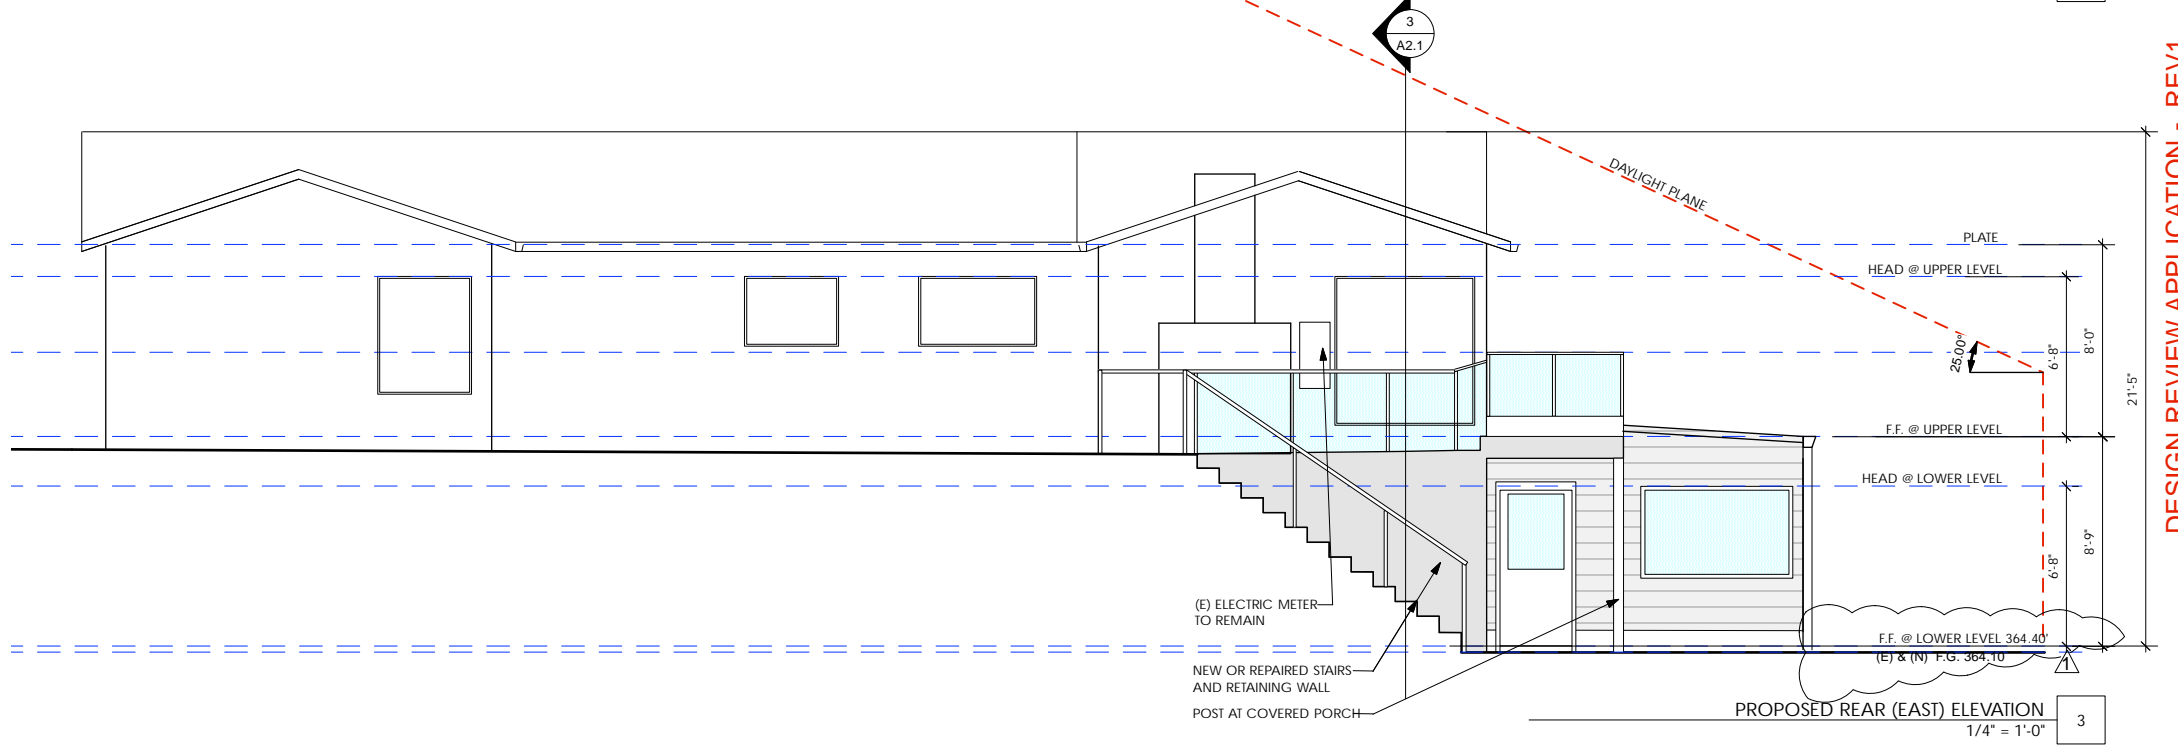 3
A2.1
DESIGN REVIEW APPLICATION - REV1
DAYLIGHT PLANE
PLATE
HEAD @ UPPER LEVEL
25.00°
6'-8"
8'-0"
21'-5"
F.F. @ UPPER LEVEL
HEAD @ LOWER LEVEL
8'-9"
6'-8"
(E) ELECTRIC METER
TO REMAIN
F.F. @ LOWER LEVEL 364.40'
(E) & (N) F.G. 364.10'
1
NEW OR REPAIRED STAIRS
AND RETAINING WALL
POST AT COVERED PORCH
PROPOSED REAR (EAST) ELEVATION
3
1/4" = 1'-0"